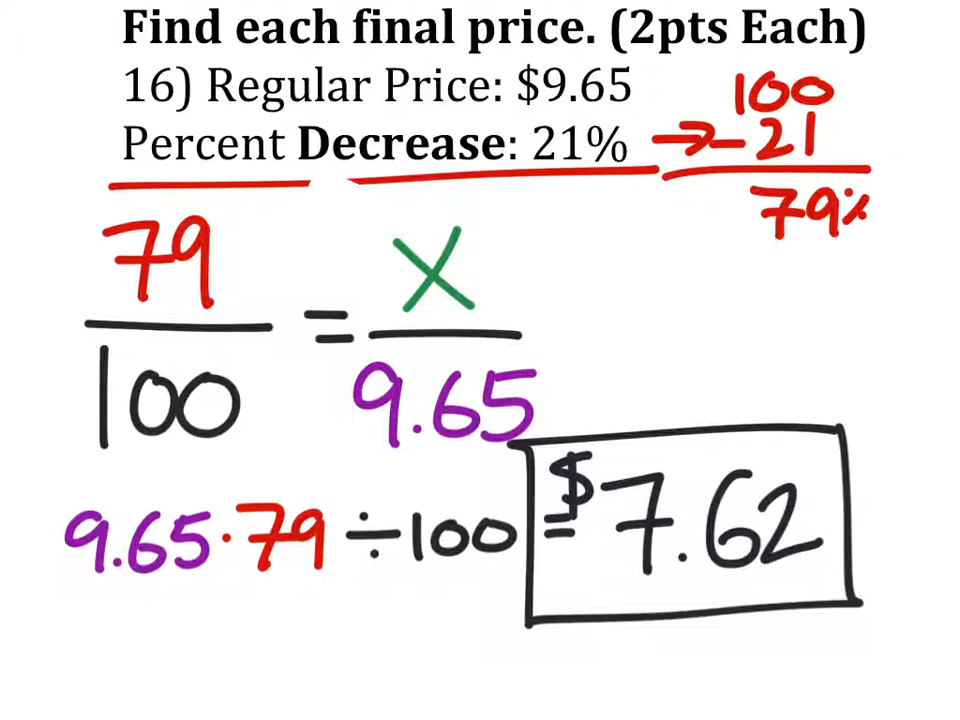 Find each final price. (2pts Each)
16) Regular Price: $9.65
100
Percent Decrease: 21%
→ - 21
79%
79
100
=
X
9.65
9.65 · 79 ÷ 100 = $7.62